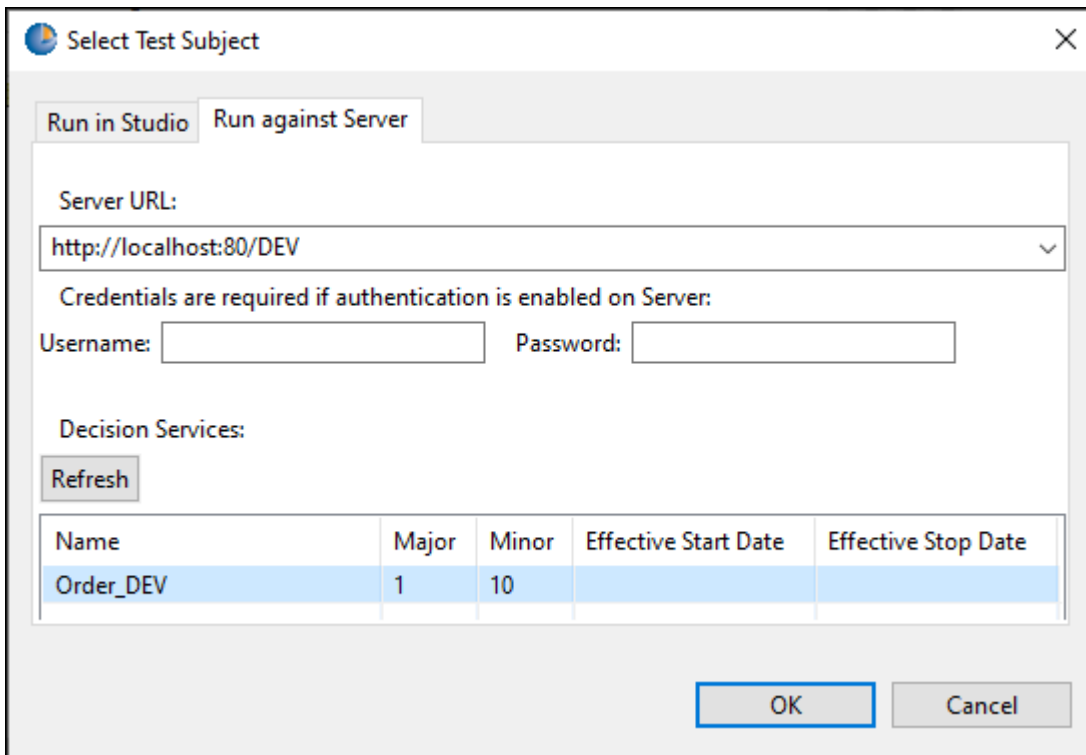 Select Test Subject
Run in Studio Run against Server
Server URL:
http://localhost:80/DEV
Credentials are required if authentication is enabled on Server:
Username: Password:
Decision Services:
Refresh
Name Major Minor Effective Start Date Effective Stop Date
Order_DEV 1 10
OK Cancel